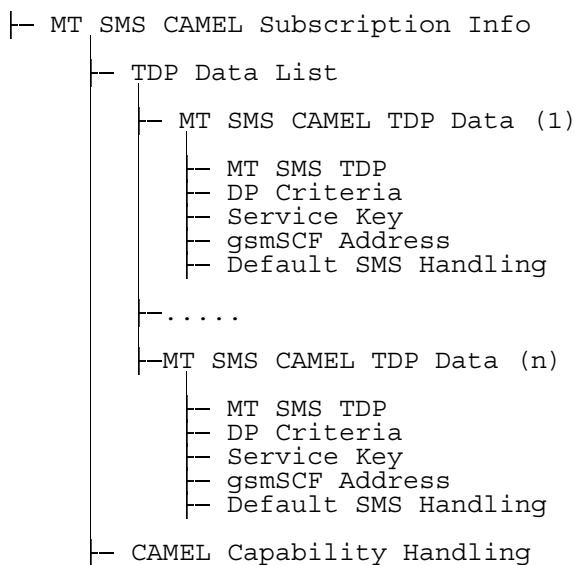 MT SMS CAMEL Subscription Info
TDP Data List
MT SMS CAMEL TDP Data (1)
MT SMS TDP
DP Criteria
Service Key
gsmSCF Address
Default SMS Handling
.....
MT SMS CAMEL TDP Data (n)
MT SMS TDP
DP Criteria
Service Key
gsmSCF Address
Default SMS Handling
CAMEL Capability Handling